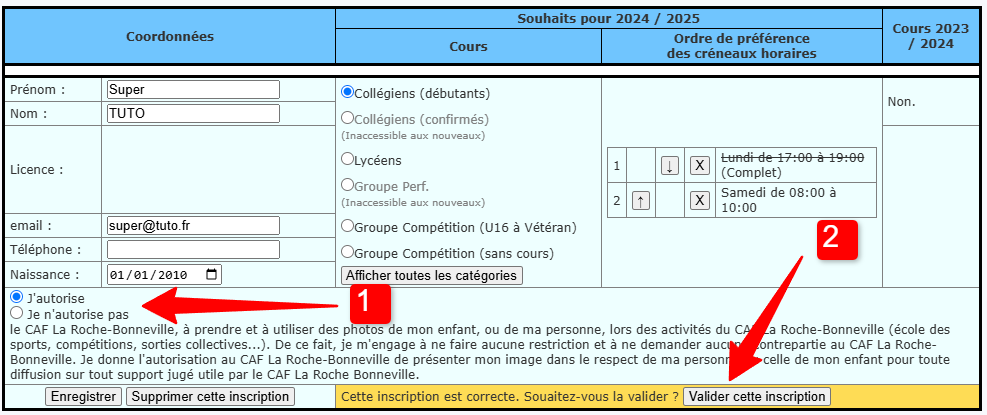 Coordonnées
Souhaits pour 2024 / 2025
Cours 2023
/ 2024
Cours
Ordre de préférence
des créneaux horaires
Prénom :
Super
Nom :
TUTO
Licence :
email :
super@tuto.fr
Téléphone :
Naissance :
01/01/2010
Collégiens (débutants)
Collégiens (confirmés)
(Inaccessible aux nouveaux)
Lycéens
Groupe Perf.
(Inaccessible aux nouveaux)
Groupe Compétition (U16 à Vétéran)
Groupe Compétition (sans cours)
Afficher toutes les catégories
1 ↓ X Lundi de 17:00 à 19:00
(Complet)
2 ↑ X Samedi de 08:00 à
10:00
Non.
2
1
J'autorise
Je n'autorise pas
le CAF La Roche-Bonneville, à prendre et à utiliser des photos de mon enfant, ou de ma personne, lors des activités du CAF La Roche-Bonneville (école des
sports, compétitions, sorties collectives...). De ce fait, je m'engage à ne faire aucune restriction et à ne demander aucune contrepartie au CAF La Roche-
Bonneville. Je donne l'autorisation au CAF La Roche-Bonneville de présenter mon image dans le respect de ma personne celle de mon enfant pour toute
diffusion sur tout support jugé utile par le CAF La Roche Bonneville.
Enregistrer
Supprimer cette inscription
Cette inscription est correcte. Souaitez-vous la valider ?
Valider cette inscription